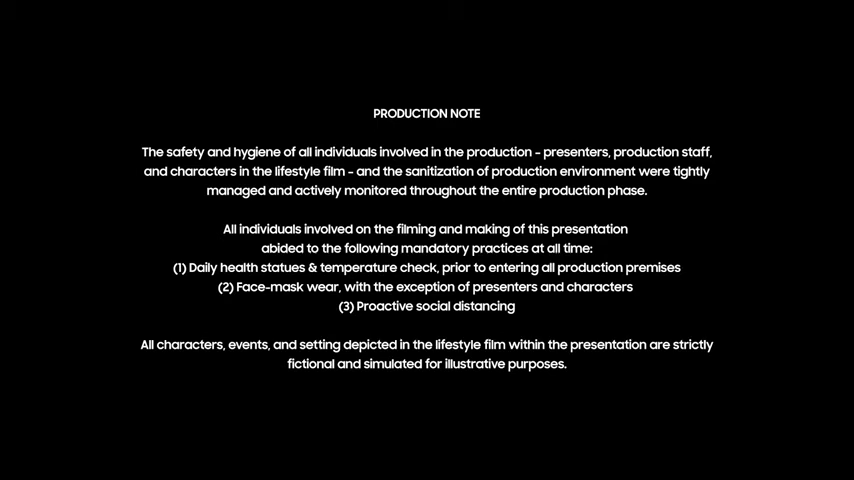 PRODUCTION NOTE
The safety and hygiene of all individuals involved in the production – presenters, production staff,
and characters in the lifestyle film – and the sanitization of production environment were tightly
managed and actively monitored throughout the entire production phase.
All individuals involved on the filming and making of this presentation
abided to the following mandatory practices at all time:
(1) Daily health statues & temperature check, prior to entering all production premises
(2) Face-mask wear, with the exception of presenters and characters
(3) Proactive social distancing
All characters, events, and setting depicted in the lifestyle film within the presentation are strictly
fictional and simulated for illustrative purposes.